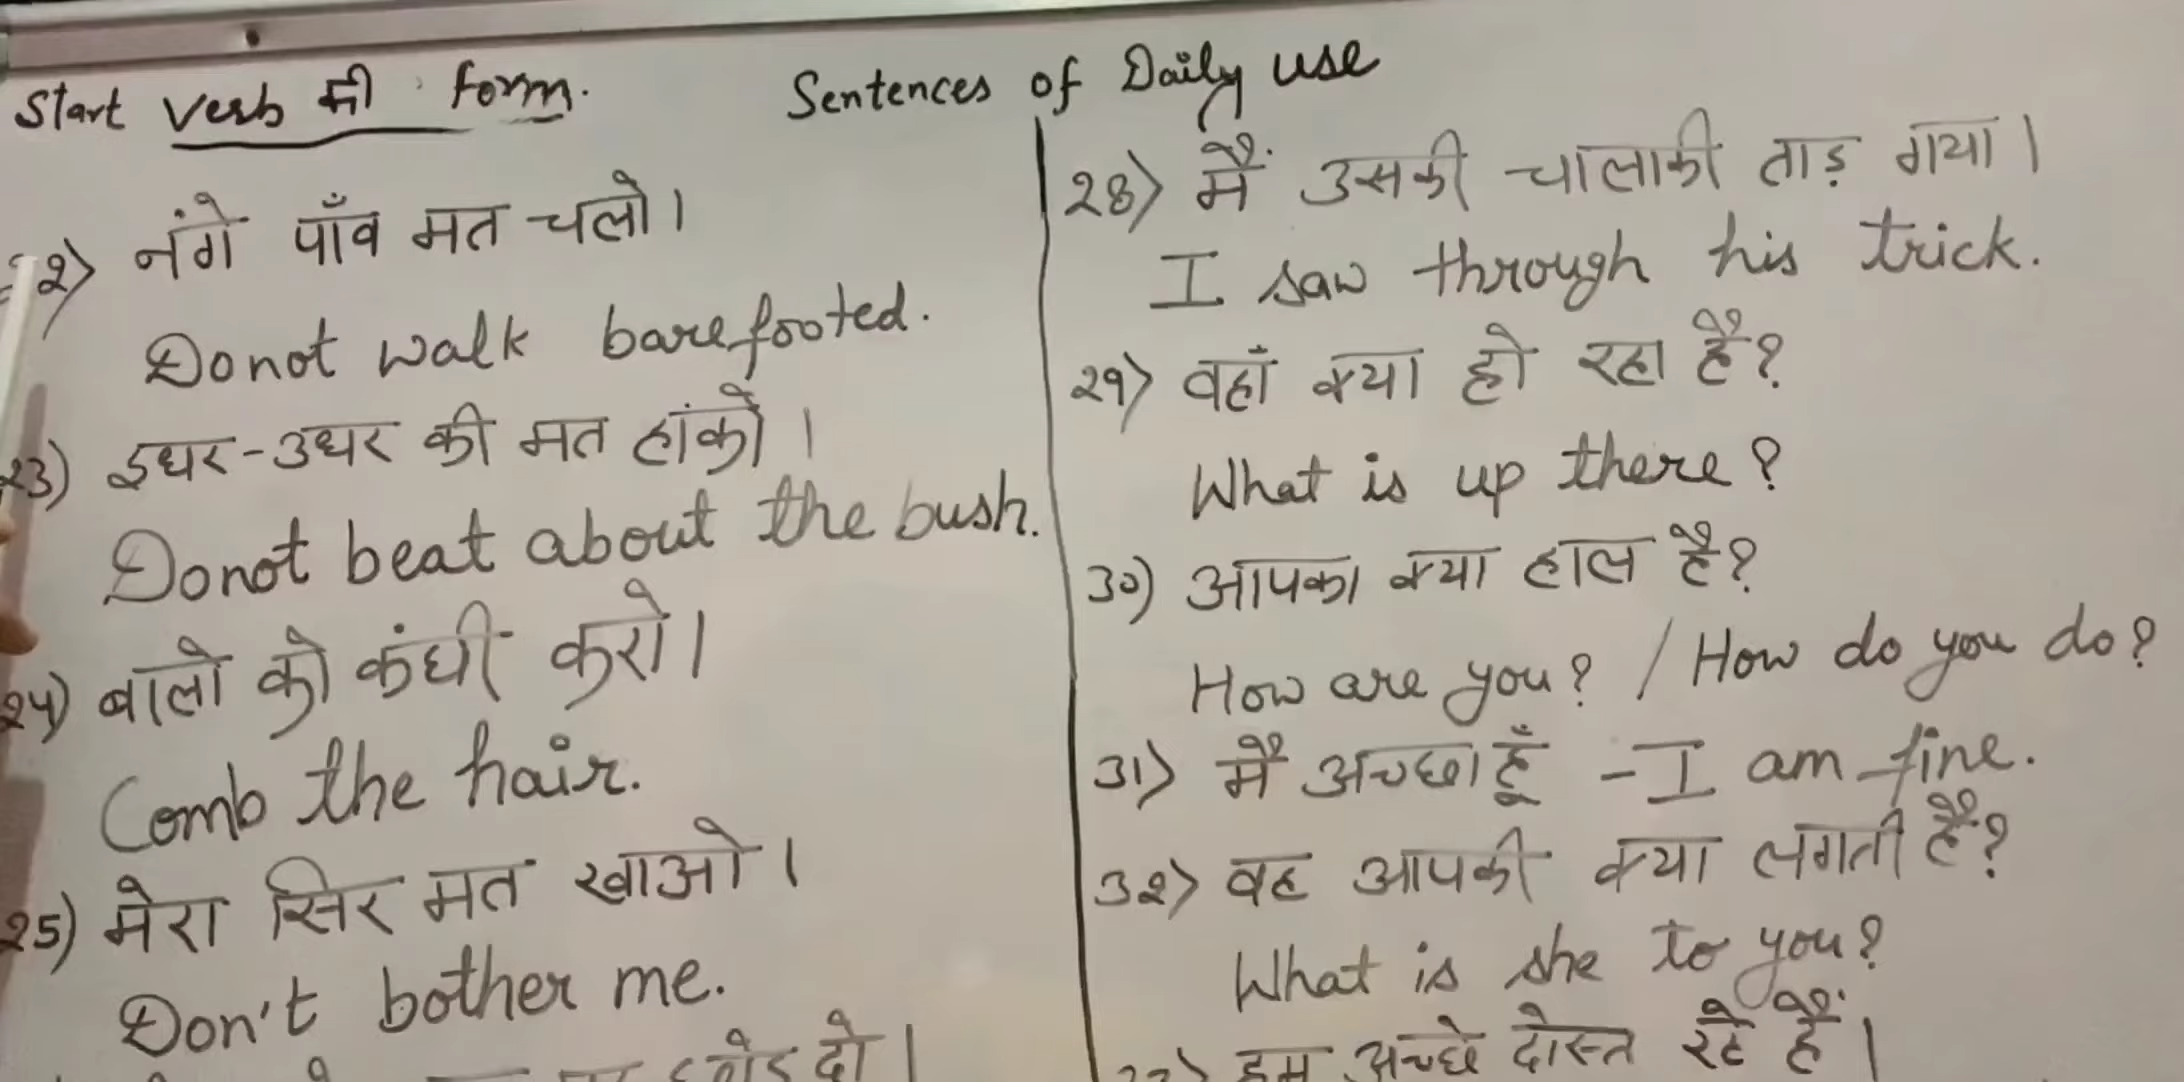 Start verb की form.
Sentences of Daily use
22) नंगे पाँव मत चलो।
Donot walk barefooted.
23) इधर-उधर की मत हांको।
Donot beat about the bush.
24) बालो को कंघी करो।
Comb the hair.
25) मेरा सिर मत खाओ।
Don't bother me.
छोड़ दो।
28) मैं उसकी चालाकी ताड़ गया।
I saw through his trick.
29) वहाँ क्या हो रहा है?
What is up there?
30) आपका क्या हाल है?
How are you? / How do you do?
31) मै अच्छा हूँ - I am fine.
32) वह आपकी क्या लगती है?
What is she to you?
33) हम अच्छे दोस्त रहे हैं।